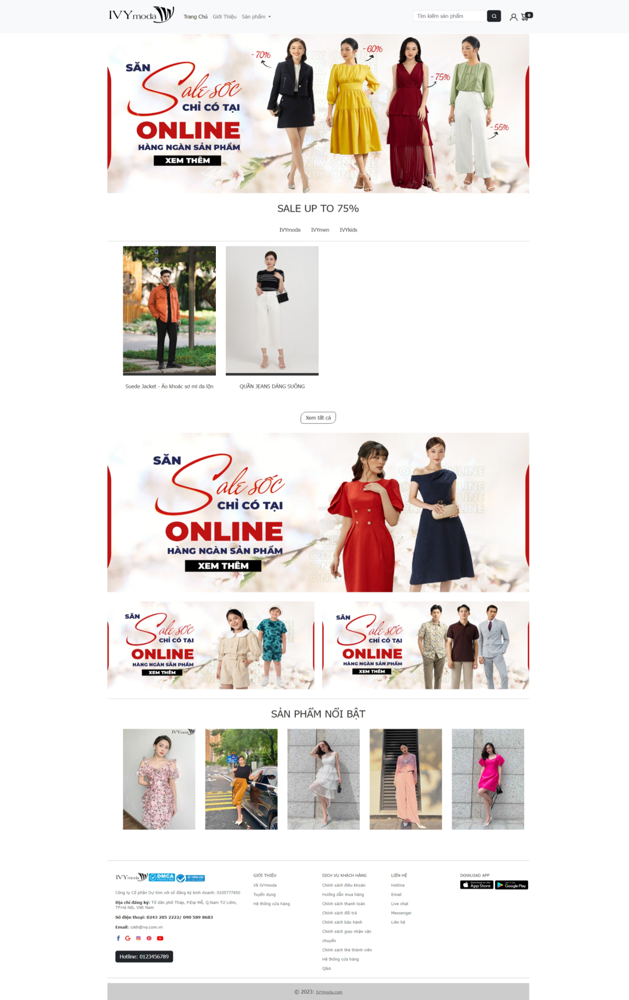 IVYmoda
Trang Chủ
Giới Thiệu
Sản phẩm
Tìm kiếm sản phẩm
0
SĂN
Sale sốc
CHỈ CÓ TẠI
ONLINE
HÀNG NGÀN SẢN PHẨM
XEM THÊM
- 70%
- 60%
- 75%
- 55%
SALE UP TO 75%
IVYmoda
IVYmen
IVYkids
Suede Jacket - Áo khoác sơ mi da lộn
QUẦN JEANS DÁNG SUÔNG
Xem tất cả
SĂN
Sale sốc
CHỈ CÓ TẠI
ONLINE
HÀNG NGÀN SẢN PHẨM
XEM THÊM
SĂN
Sale sốc
CHỈ CÓ TẠI
ONLINE
HÀNG NGÀN SẢN PHẨM
XEM THÊM
SĂN
Sale sốc
CHỈ CÓ TẠI
ONLINE
HÀNG NGÀN SẢN PHẨM
XEM THÊM
SẢN PHẨM NỔI BẬT
IVYmoda
IVYmoda
DMCA
PROTECTED
ĐÃ THÔNG BÁO
Công ty Cổ phần Dự Kim với số đăng ký kinh doanh: 0105777650
Địa chỉ đăng ký: Tổ dân phố Tháp, P.Đại Mỗ, Q.Nam Từ Liêm,
TP.Hà Nội, Việt Nam
Số điện thoại: 0243 205 2222/ 090 589 8683
Email: cskh@ivy.com.vn
Hotline: 0123456789
GIỚI THIỆU
Về IVYmoda
Tuyển dụng
Hệ thống cửa hàng
DỊCH VỤ KHÁCH HÀNG
Chính sách điều khoản
Hướng dẫn mua hàng
Chính sách thanh toán
Chính sách đổi trả
Chính sách bảo hành
Chính sách giao nhận vận
chuyển
Chính sách thẻ thành viên
Hệ thống cửa hàng
Q&A
LIÊN HỆ
Hotline
Email
Live chat
Messenger
Liên hệ
DOWLOAD APP
Download on the
App Store
GET IT ON
Google Play
© 2023: IVYmoda.com